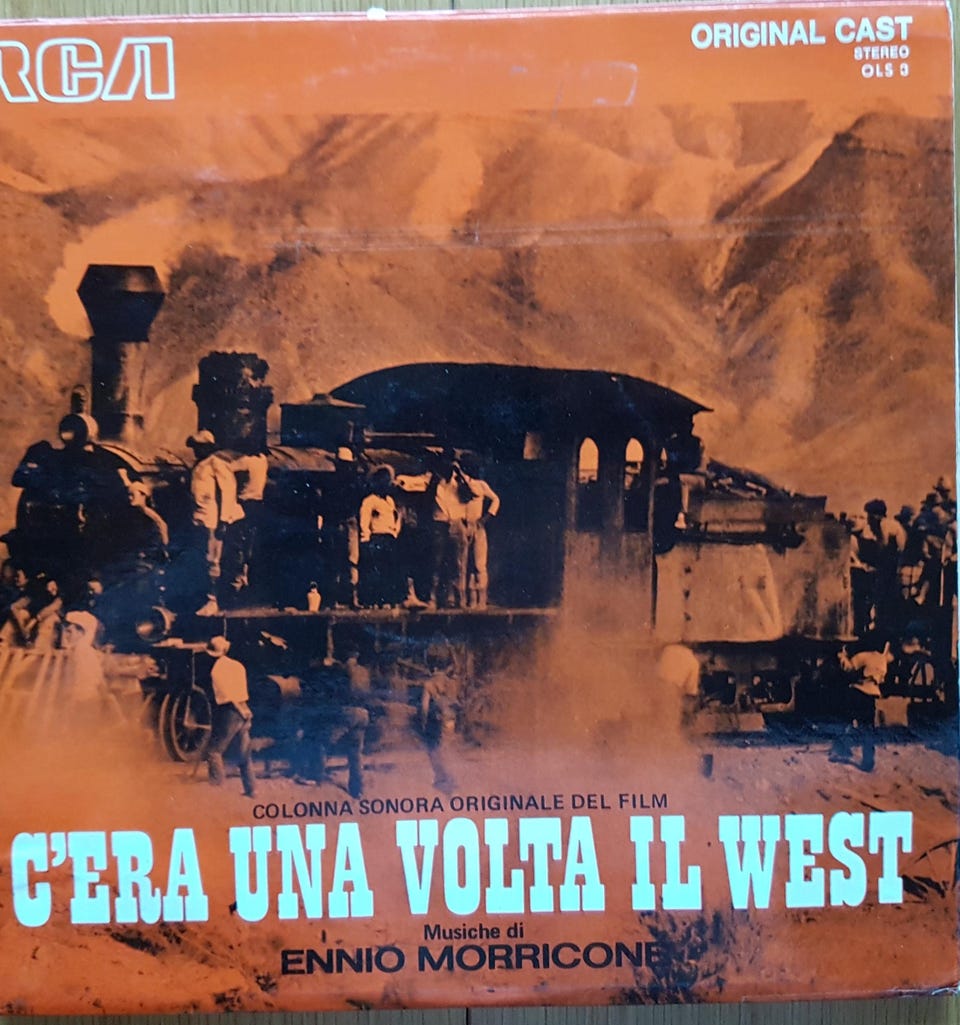 RCA
ORIGINAL CAST
STEREO
OLS 3
COLONNA SONORA ORIGINALE DEL FILM
C'ERA UNA VOLTA IL WEST
Musiche di
ENNIO MORRICONE